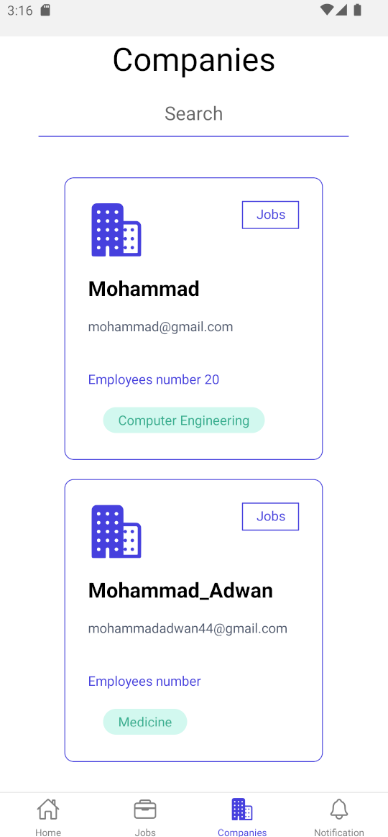 3:16
Companies
Search
Jobs
Mohammad
mohammad@gmail.com
Employees number 20
Computer Engineering
Jobs
Mohammad_Adwan
mohammadadwan44@gmail.com
Employees number
Medicine
Home Jobs Companies Notification